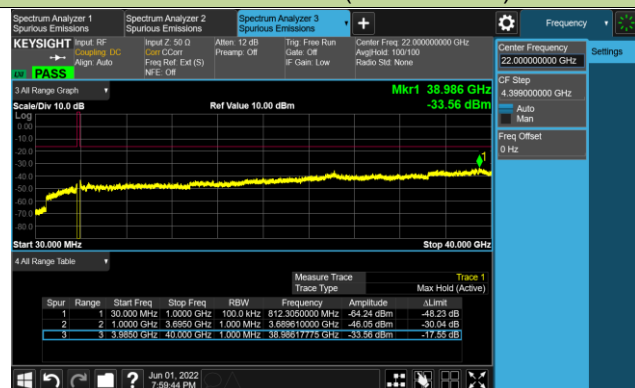 Spectrum Analyzer 1
Spurious Emissions
Spectrum Analyzer 2
Spurious Emissions
Spectrum Analyzer 3
Spurious Emissions
Frequency
KEYSIGHT
Input: RF
Coupling: DC
Align: Auto
Input Z: 50 Ω
Corr CCorr
Freq Ref: Ext (S)
NFE: Off
Atten: 12 dB
Preamp: Off
Trig: Free Run
Gate: Off
IF Gain: Low
Center Freq: 22.000000000 GHz
Avg|Hold: 100/100
Radio Std: None
PASS
Center Frequency
22.000000000 GHz
Settings
CF Step
4.399000000 GHz
Auto
Man
Freq Offset
0 Hz
3 All Range Graph
Mkr1 38.986 GHz
Scale/Div 10.0 dB
Ref Value 10.00 dBm
-33.56 dBm
Log
0.00
-10.0
-20.0
-30.0
-40.0
-50.0
-60.0
-70.0
-80.0
1
Start 30.000 MHz
Stop 40.000 GHz
4 All Range Table
Measure Trace Trace 1
Trace Type Max Hold (Active)
Spur Range Start Freq Stop Freq RBW Frequency Amplitude ΔLimit
1 1 30.000 MHz 1.0000 GHz 100.0 kHz 812.3050000 MHz -64.24 dBm -48.23 dB
2 2 1.0000 GHz 3.6950 GHz 1.000 MHz 3.689610000 GHz -46.05 dBm -30.04 dB
3 3 3.9850 GHz 40.000 GHz 1.000 MHz 38.98617775 GHz -33.56 dBm -17.55 dB
Jun 01, 2022
7:59:44 PM